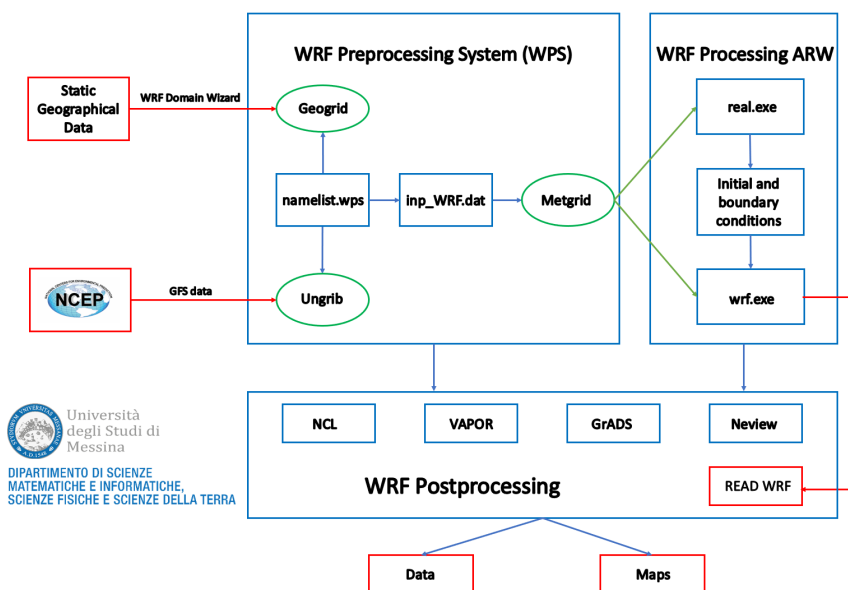 WRF Preprocessing System (WPS)
WRF Processing ARW
Static
Geographical
Data
WRF Domain Wizard
Geogrid
real.exe
namelist.wps
inp_WRF.dat
Metgrid
Initial and
boundary
conditions
NCEP
GFS data
Ungrib
wrf.exe
Università
degli Studi di
Messina
DIPARTIMENTO DI SCIENZE
MATEMATICHE E INFORMATICHE,
SCIENZE FISICHE E SCIENZE DELLA TERRA
NCL
VAPOR
GrADS
Neview
WRF Postprocessing
READ WRF
Data
Maps